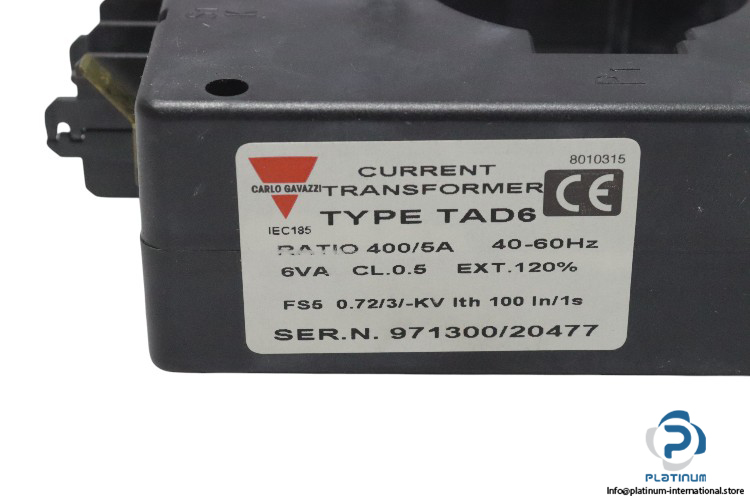 8010315
CURRENT
CARLO GAVAZZI TRANSFORMER
CE
TYPE TAD6
IEC185
RATIO 400/5A 40-60Hz
6VA CL.0.5 EXT.120%
FS5 0.72/3/-KV Ith 100 In/1s
SER.N. 971300/20477
PLATINUM
Info@platinum-international.store